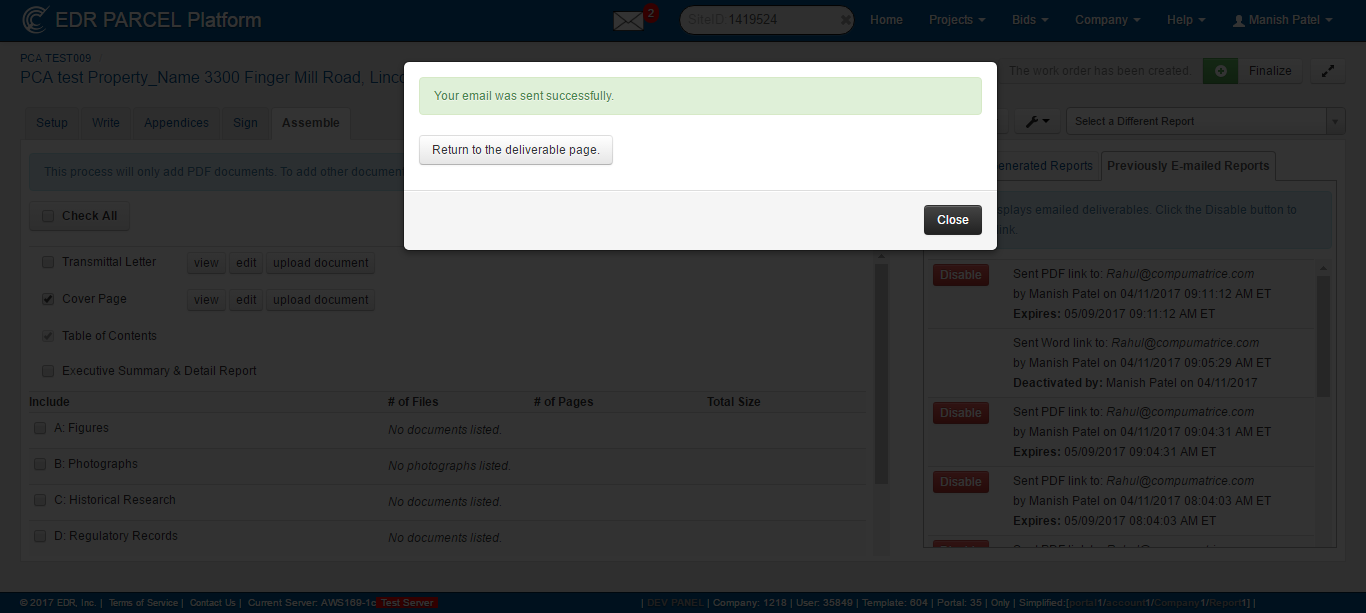 EDR PARCEL Platform
2
SiteID: 1419524
Home
Projects
Bids
Company
Help
Manish Patel
PCA TEST009
PCA test Property_Name 3300 Finger Mill Road, Linco
The work order has been created.
Finalize
Your email was sent successfully.
Return to the deliverable page.
Close
Setup
Write
Appendices
Sign
Assemble
Select a Different Report
This process will only add PDF documents. To add other documen
Check All
Transmittal Letter
view
edit
upload document
Cover Page
view
edit
upload document
Table of Contents
Executive Summary & Detail Report
Include # of Files # of Pages Total Size
A: Figures No documents listed.
B: Photographs No photographs listed.
C: Historical Research No documents listed.
D: Regulatory Records No documents listed.
enerated Reports
Previously E-mailed Reports
splays emailed deliverables. Click the Disable button to
nk.
Disable
Sent PDF link to: Rahul@compumatrice.com
by Manish Patel on 04/11/2017 09:11:12 AM ET
Expires: 05/09/2017 09:11:12 AM ET
Sent Word link to: Rahul@compumatrice.com
by Manish Patel on 04/11/2017 09:05:29 AM ET
Deactivated by: Manish Patel on 04/11/2017
Disable
Sent PDF link to: Rahul@compumatrice.com
by Manish Patel on 04/11/2017 09:04:31 AM ET
Expires: 05/09/2017 09:04:31 AM ET
Disable
Sent PDF link to: Rahul@compumatrice.com
by Manish Patel on 04/11/2017 08:04:03 AM ET
Expires: 05/09/2017 08:04:03 AM ET
© 2017 EDR, Inc. | Terms of Service | Contact Us | Current Server: AWS169-1c Test Server
| DEV PANEL | Company: 1218 | User: 35849 | Template: 604 | Portal: 35 | Only | Simplified:[portal1/account1/Company1/Report1] |